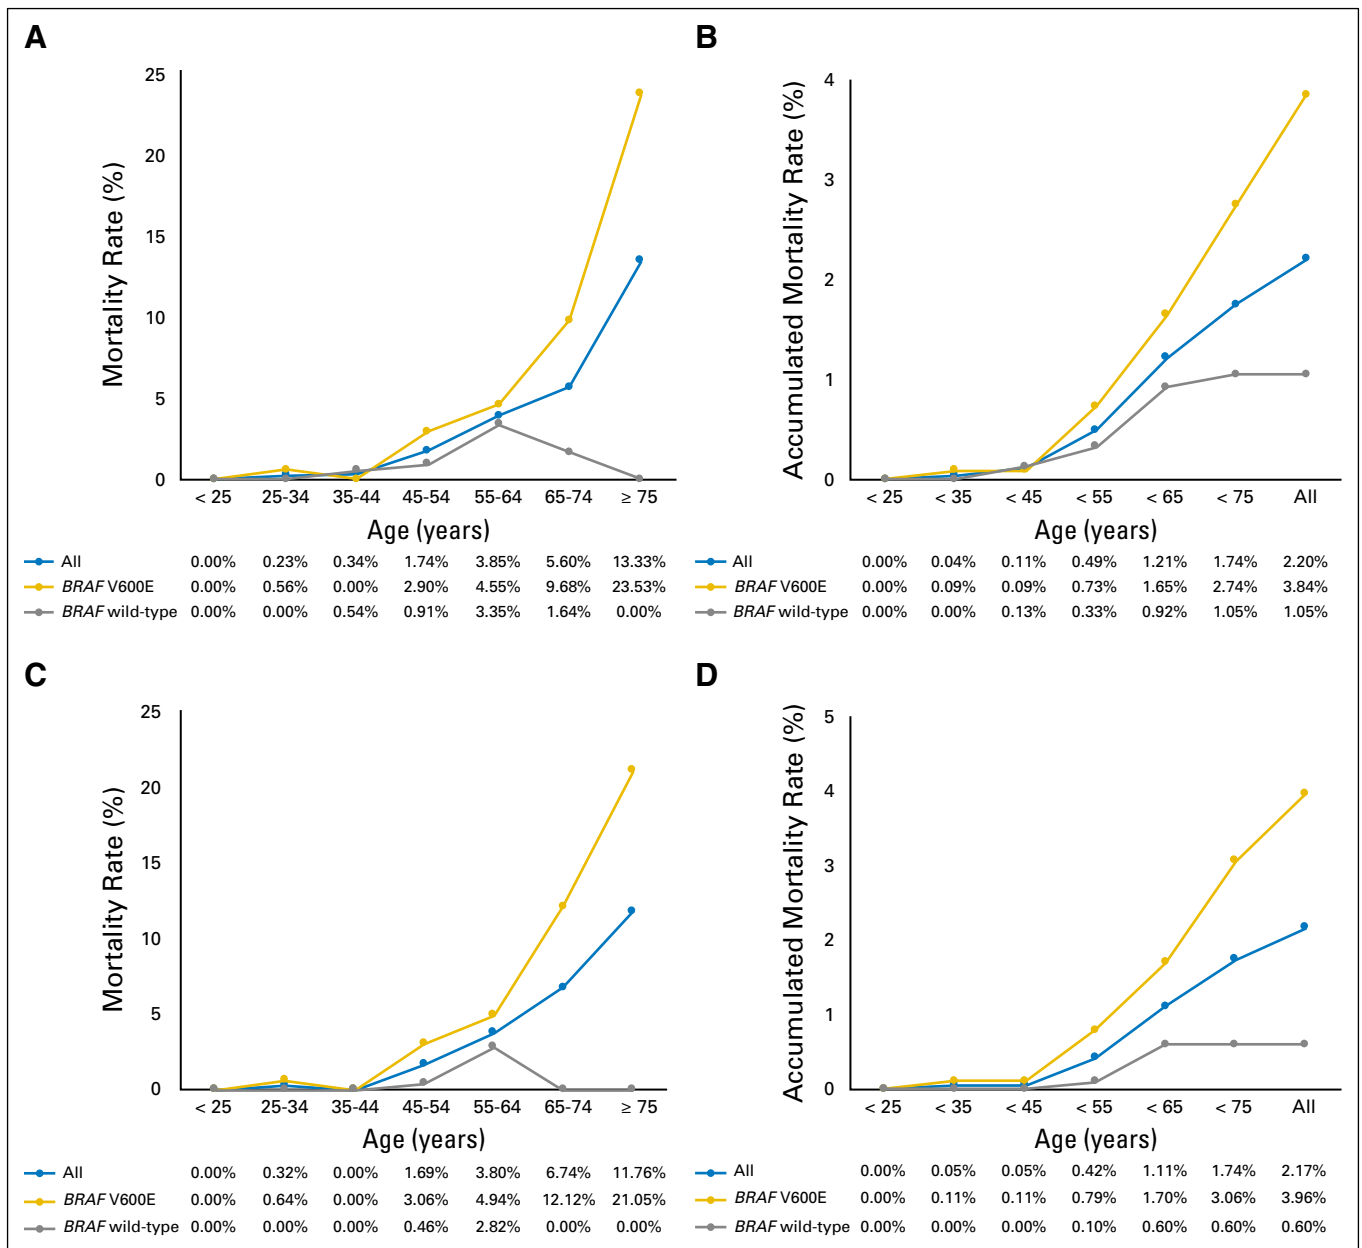 A
Mortality Rate (%)
25
20
15
10
5
0
< 25 25-34 35-44 45-54 55-64 65-74 ≥ 75
Age (years)
All 0.00% 0.23% 0.34% 1.74% 3.85% 5.60% 13.33%
BRAF V600E 0.00% 0.56% 0.00% 2.90% 4.55% 9.68% 23.53%
BRAF wild-type 0.00% 0.00% 0.54% 0.91% 3.35% 1.64% 0.00%
B
Accumulated Mortality Rate (%)
4
3
2
1
0
< 25 < 35 < 45 < 55 < 65 < 75 All
Age (years)
All 0.00% 0.04% 0.11% 0.49% 1.21% 1.74% 2.20%
BRAF V600E 0.00% 0.09% 0.09% 0.73% 1.65% 2.74% 3.84%
BRAF wild-type 0.00% 0.00% 0.13% 0.33% 0.92% 1.05% 1.05%
C
Mortality Rate (%)
25
20
15
10
5
0
< 25 25-34 35-44 45-54 55-64 65-74 ≥ 75
Age (years)
All 0.00% 0.32% 0.00% 1.69% 3.80% 6.74% 11.76%
BRAF V600E 0.00% 0.64% 0.00% 3.06% 4.94% 12.12% 21.05%
BRAF wild-type 0.00% 0.00% 0.00% 0.46% 2.82% 0.00% 0.00%
D
Accumulated Mortality Rate (%)
5
4
3
2
1
0
< 25 < 35 < 45 < 55 < 65 < 75 All
Age (years)
All 0.00% 0.05% 0.05% 0.42% 1.11% 1.74% 2.17%
BRAF V600E 0.00% 0.11% 0.11% 0.79% 1.70% 3.06% 3.96%
BRAF wild-type 0.00% 0.00% 0.00% 0.10% 0.60% 0.60% 0.60%